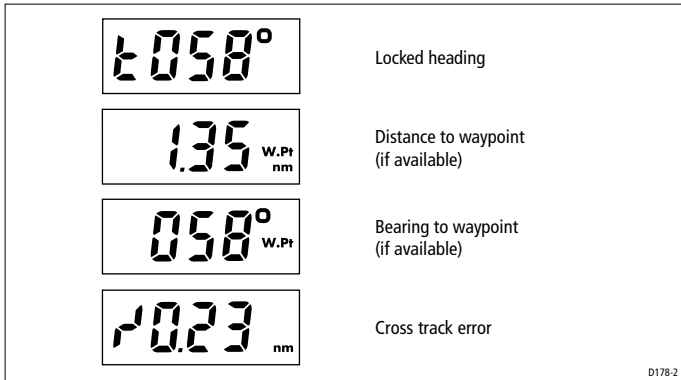 t058°
Locked heading
1.35 W.Pt
nm
Distance to waypoint
(if available)
058° W.Pt
Bearing to waypoint
(if available)
0.23 nm
Cross track error
D178-2